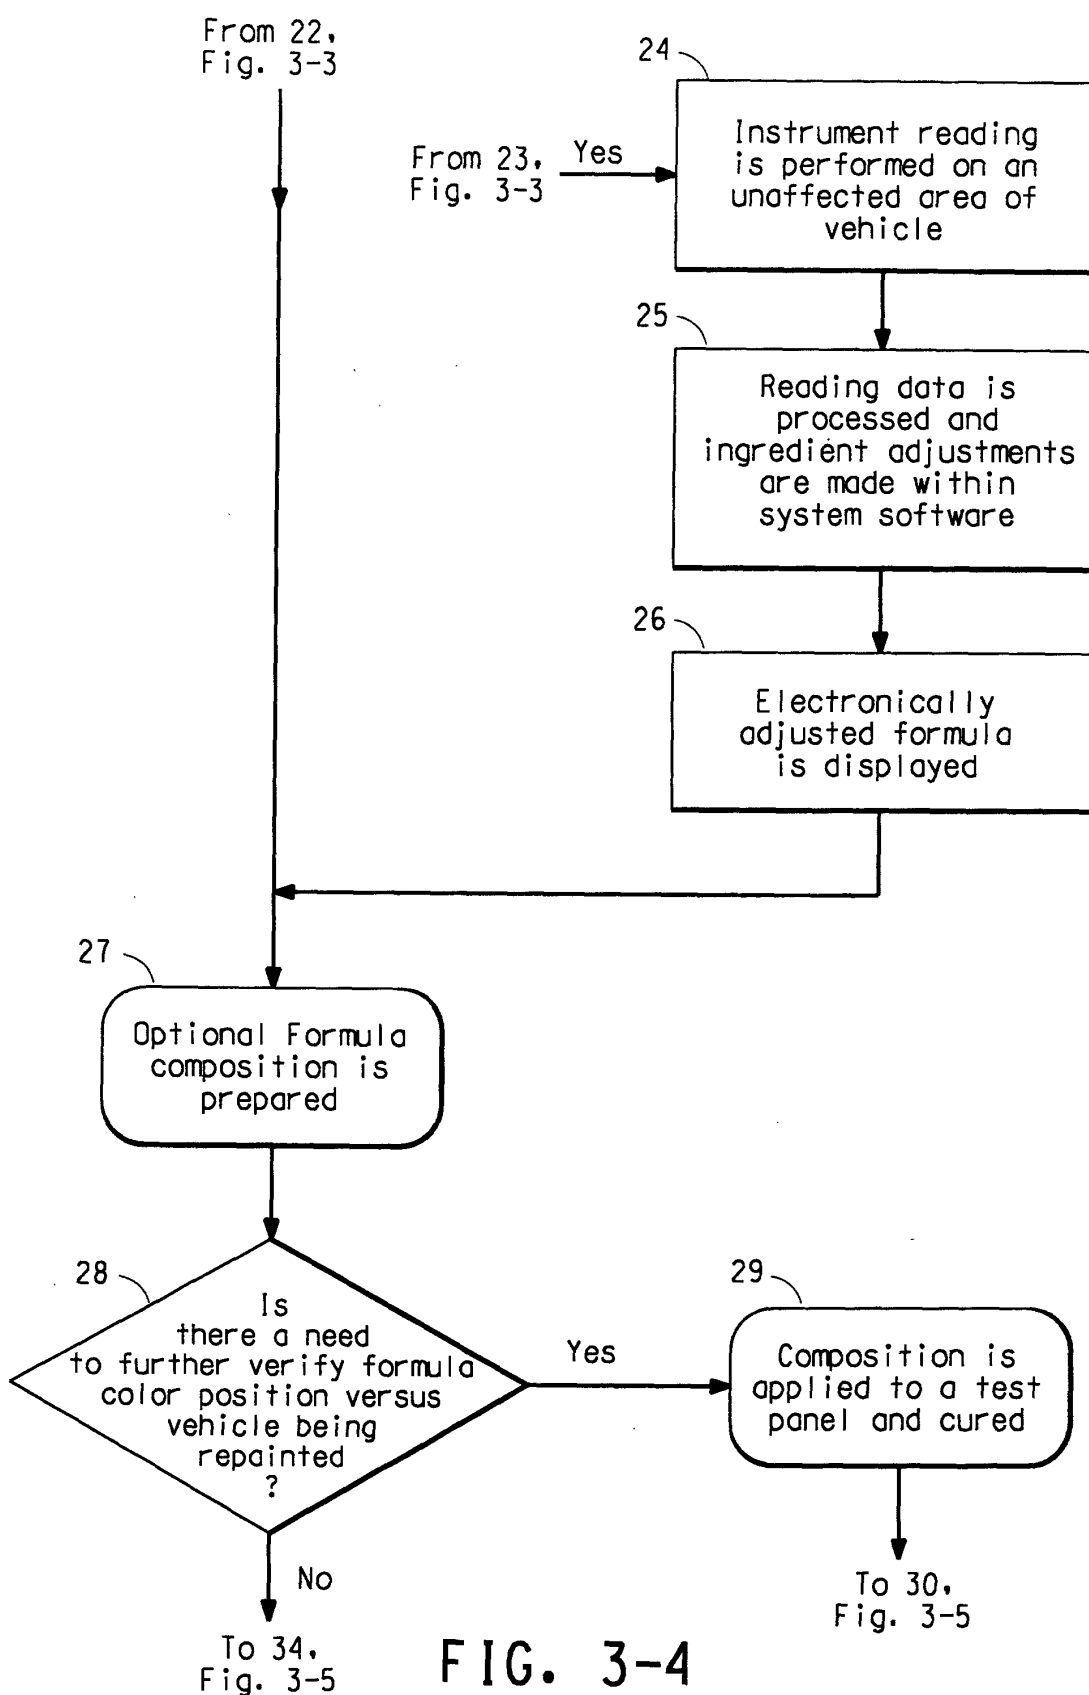 From 22,
Fig. 3-3
24
Instrument reading
is performed on an
unaffected area of
vehicle
From 23,
Fig. 3-3
Yes
25
Reading data is
processed and
ingredient adjustments
are made within
system software
26
Electronically
adjusted formula
is displayed
27
Optional Formula
composition is
prepared
28
Is
there a need
to further verify formula
color position versus
vehicle being
repainted
?
Yes
29
Composition is
applied to a test
panel and cured
No
To 30,
Fig. 3-5
To 34,
Fig. 3-5
FIG. 3-4